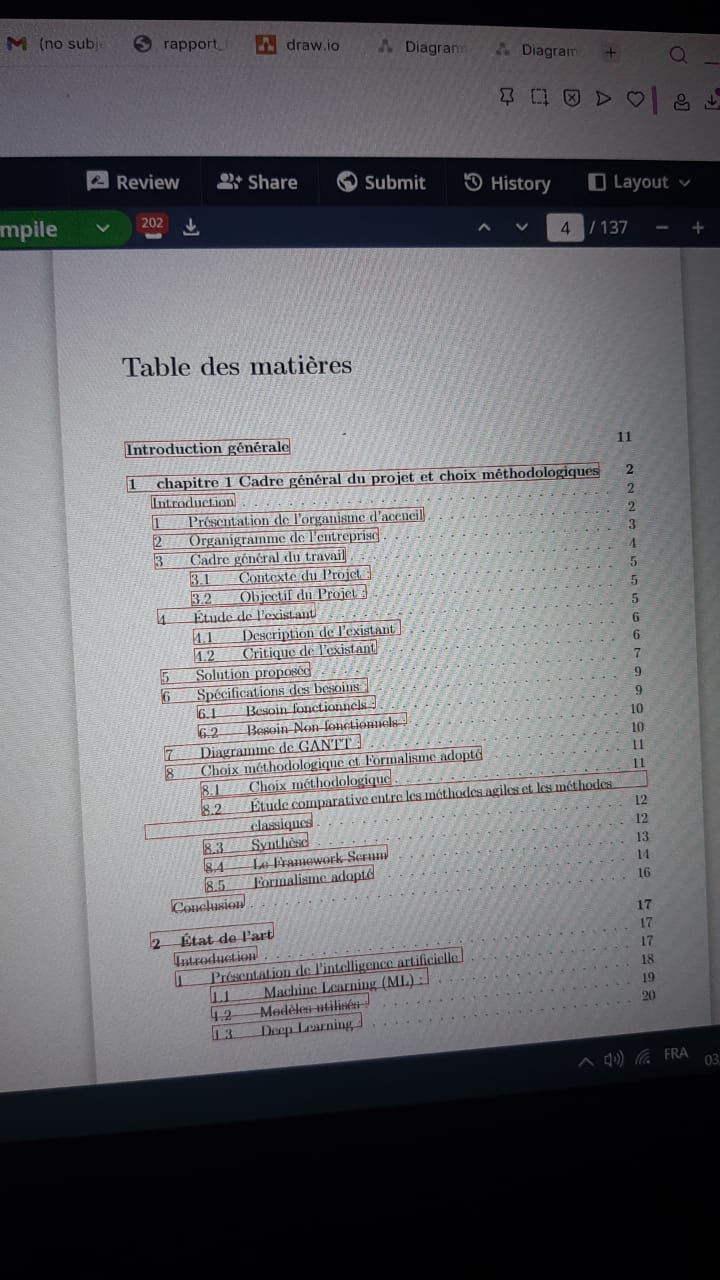 (no subje
rapport_
draw.io
Diagram
Diagram
Review
Share
Submit
History
Layout
mpile
202
4 / 137
Table des matières
Introduction générale 11
1 chapitre 1 Cadre général du projet et choix méthodologiques 2
Introduction 2
1 Présentation de l'organisme d'accueil 2
2 Organigramme de l'entreprise 3
3 Cadre général du travail 4
3.1 Contexte du Projet : 5
3.2 Objectif du Projet : 5
4 Étude de l'existant 5
4.1 Description de l'existant 6
4.2 Critique de l'existant 6
5 Solution proposée 7
6 Spécifications des besoins : 9
6.1 Besoin fonctionnels : 9
6.2 Besoin Non fonctionnels : 10
7 Diagramme de GANTT : 10
8 Choix méthodologique et Formalisme adopté 11
8.1 Choix méthodologique 11
8.2 Étude comparative entre les méthodes agiles et les méthodes
classiques 12
8.3 Synthèse 12
8.4 Le Framework Scrum 13
8.5 Formalisme adopté 14
Conclusion 16
2 État de l'art 17
Introduction 17
1 Présentation de l'intelligence artificielle 17
1.1 Machine Learning (ML) : 18
1.2 Modèles utilisés : 19
1.3 Deep Learning : 20
FRA
03